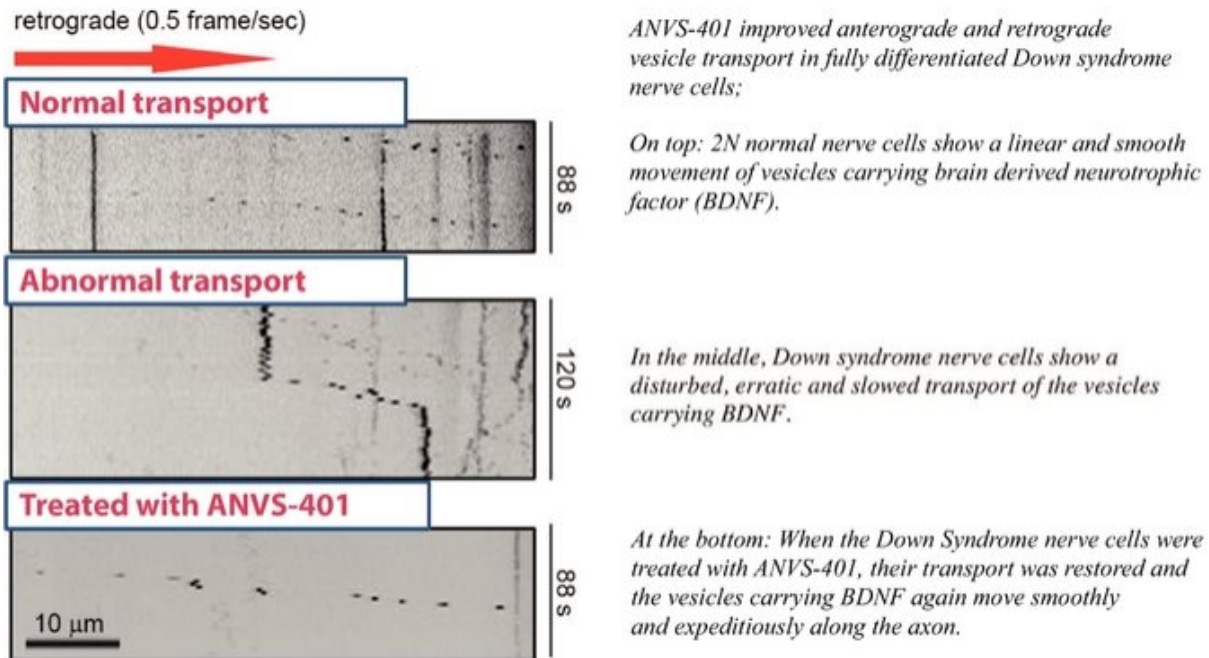 retrograde (0.5 frame/sec)
Normal transport
88 s
Abnormal transport
120 s
Treated with ANVS-401
88 s
10 μm
ANVS-401 improved anterograde and retrograde
vesicle transport in fully differentiated Down syndrome
nerve cells;
On top: 2N normal nerve cells show a linear and smooth
movement of vesicles carrying brain derived neurotrophic
factor (BDNF).
In the middle, Down syndrome nerve cells show a
disturbed, erratic and slowed transport of the vesicles
carrying BDNF.
At the bottom: When the Down Syndrome nerve cells were
treated with ANVS-401, their transport was restored and
the vesicles carrying BDNF again move smoothly
and expeditiously along the axon.